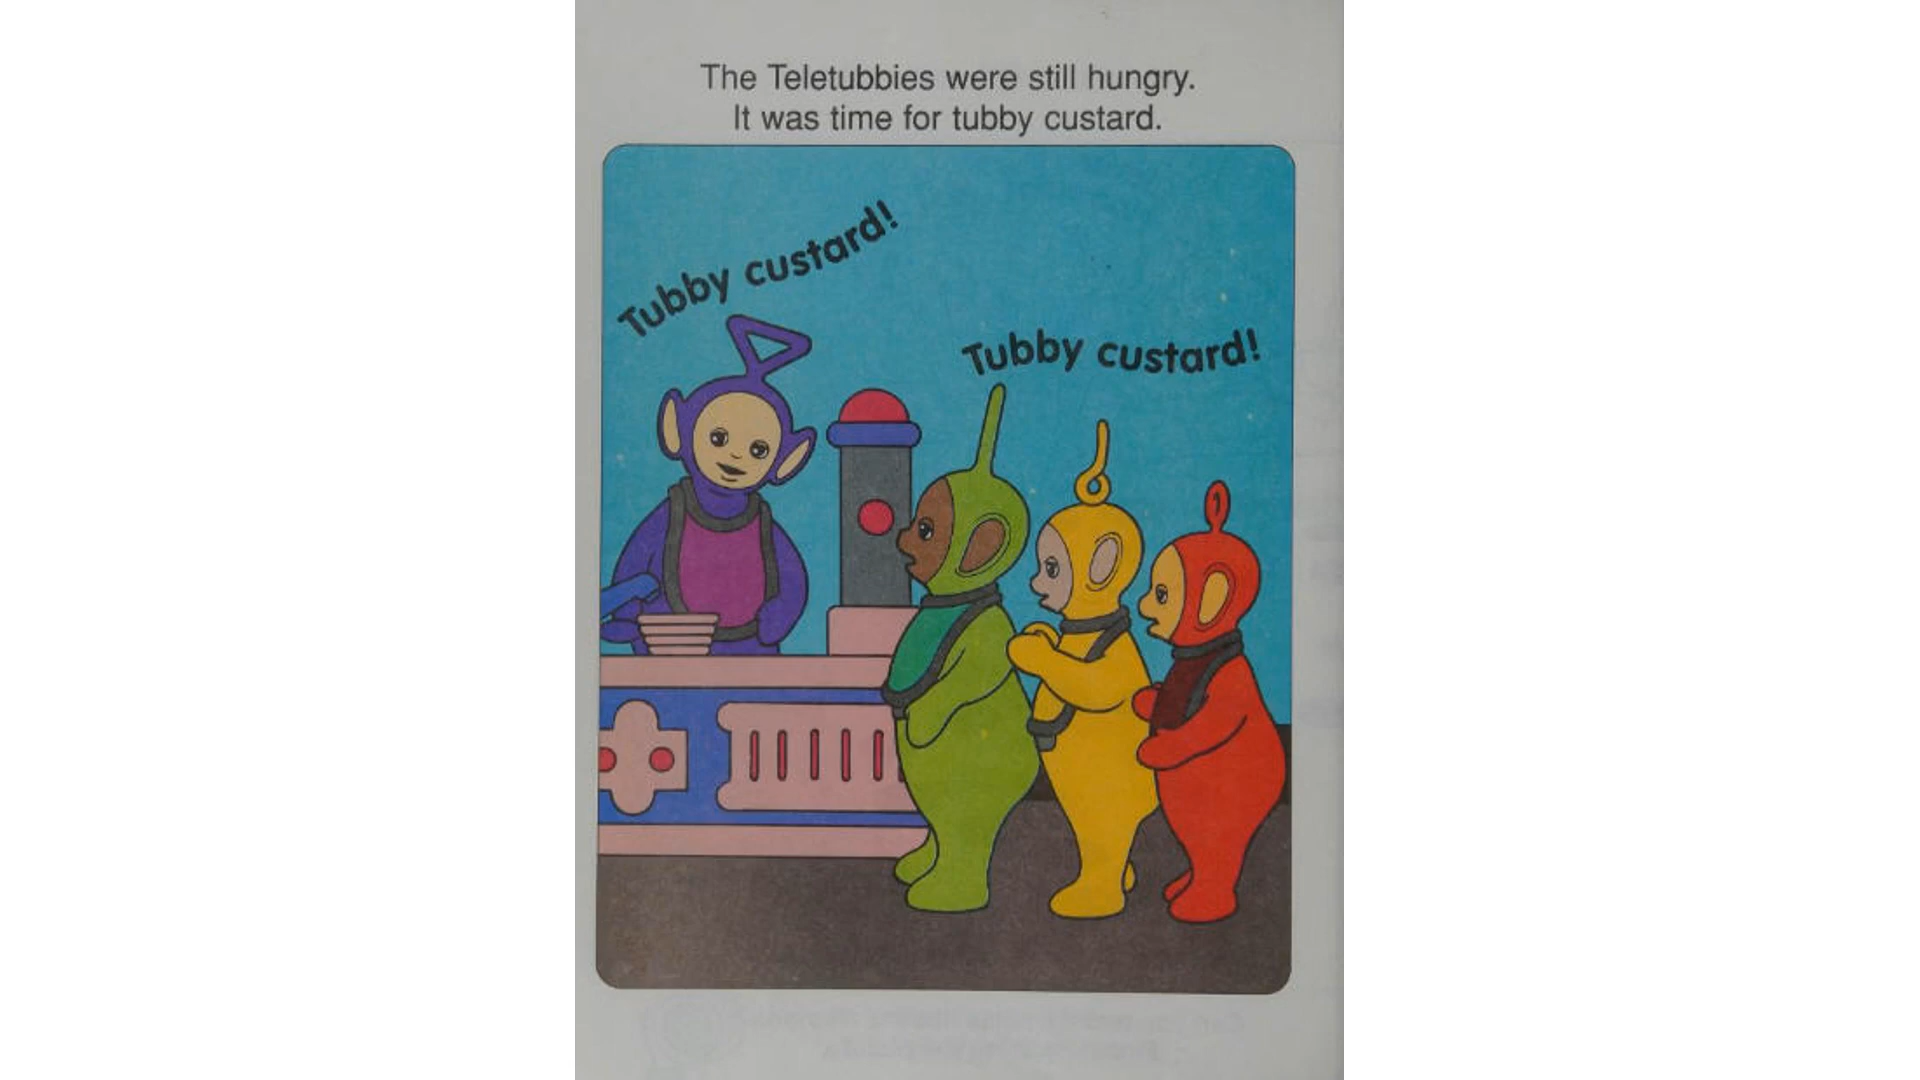 The Teletubbies were still hungry.
It was time for tubby custard.
Tubby custard!
Tubby custard!